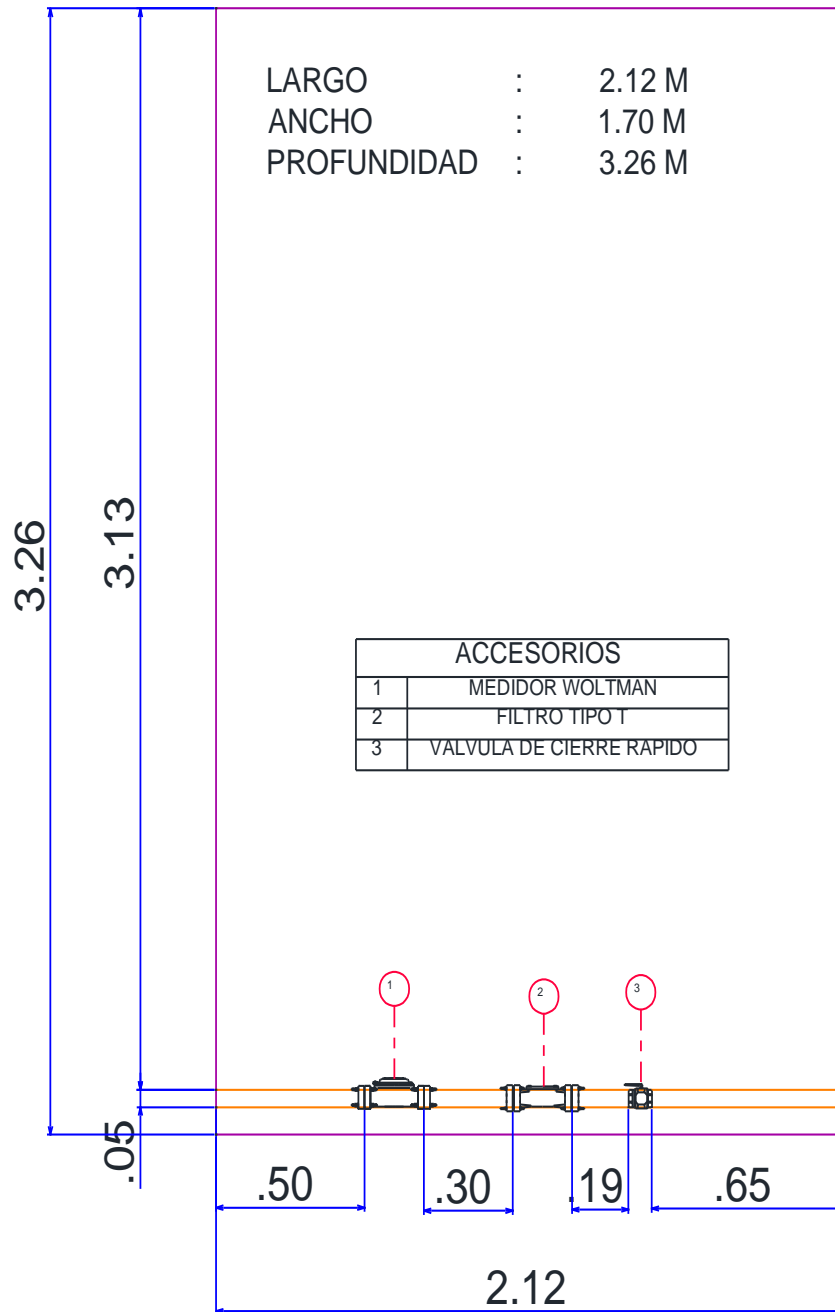 LARGO : 2.12 M
ANCHO : 1.70 M
PROFUNDIDAD : 3.26 M
3.26
3.13
ACCESORIOS
1 MEDIDOR WOLTMAN
2 FILTRO TIPO T
3 VALVULA DE CIERRE RAPIDO
1
2
3
.05
.50
.30
.19
.65
2.12